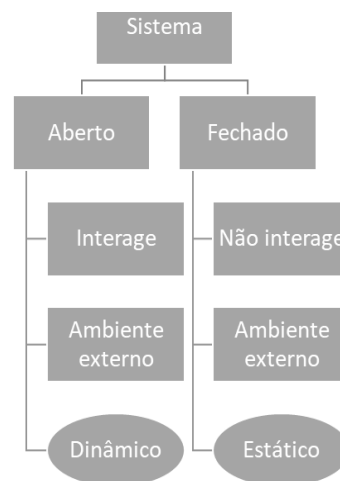 Sistema
Aberto
Fechado
Interage
Não interage
Ambiente
externo
Ambiente
externo
Dinâmico
Estático